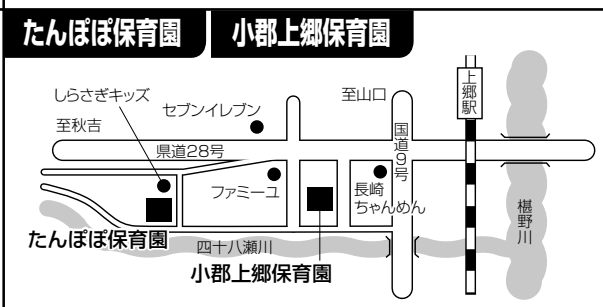 たんぽぽ保育園
小郡上郷保育園
しらさぎキッズ
セブンイレブン
至山口
上郷駅
至秋吉
県道28号
国道9号
ファミーユ
長崎
ちゃんめん
椹野川
たんぽぽ保育園
四十八瀬川
小郡上郷保育園